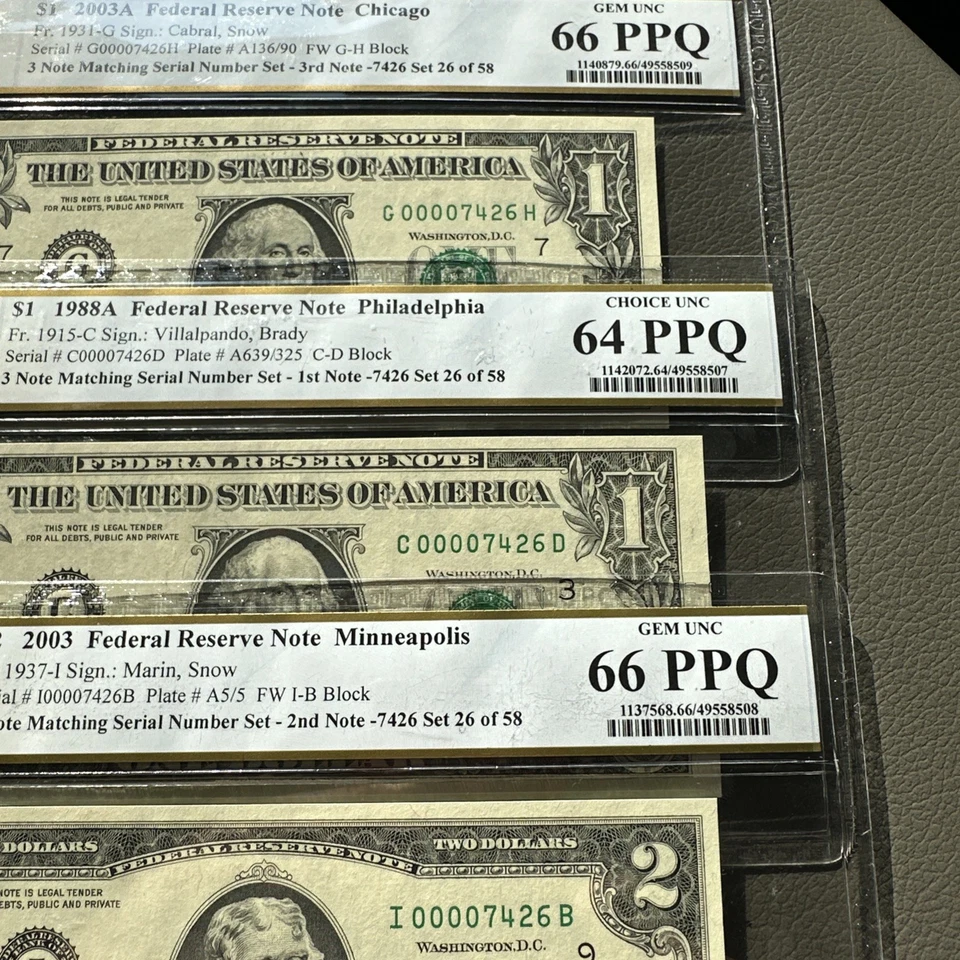 $1 2003A Federal Reserve Note Chicago
Fr. 1931-G Sign.: Cabral, Snow
Serial # G00007426H Plate # A136/90 FW G-H Block
3 Note Matching Serial Number Set - 3rd Note -7426 Set 26 of 58
GEM UNC
66 PPQ
1140879.66/49558509
FEDERAL RESERVE NOTE
THE UNITED STATES OF AMERICA
THIS NOTE IS LEGAL TENDER
FOR ALL DEBTS, PUBLIC AND PRIVATE
G 00007426 H
WASHINGTON, D.C.
1
7
7
G
ONE
$1 1988A Federal Reserve Note Philadelphia
Fr. 1915-C Sign.: Villalpando, Brady
Serial # C00007426D Plate # A639/325 C-D Block
3 Note Matching Serial Number Set - 1st Note -7426 Set 26 of 58
CHOICE UNC
64 PPQ
1142072.64/49558507
FEDERAL RESERVE NOTE
THE UNITED STATES OF AMERICA
THIS NOTE IS LEGAL TENDER
FOR ALL DEBTS, PUBLIC AND PRIVATE
C 00007426 D
WASHINGTON, D.C.
1
3
2003 Federal Reserve Note Minneapolis
1937-I Sign.: Marin, Snow
ial # I00007426B Plate # A5/5 FW I-B Block
ote Matching Serial Number Set - 2nd Note -7426 Set 26 of 58
GEM UNC
66 PPQ
1137568.66/49558508
DOLLARS
FEDERAL RESERVE NOTE
TWO DOLLARS
2
NOTE IS LEGAL TENDER
EBTS, PUBLIC AND PRIVATE
I 00007426 B
WASHINGTON, D.C.
9